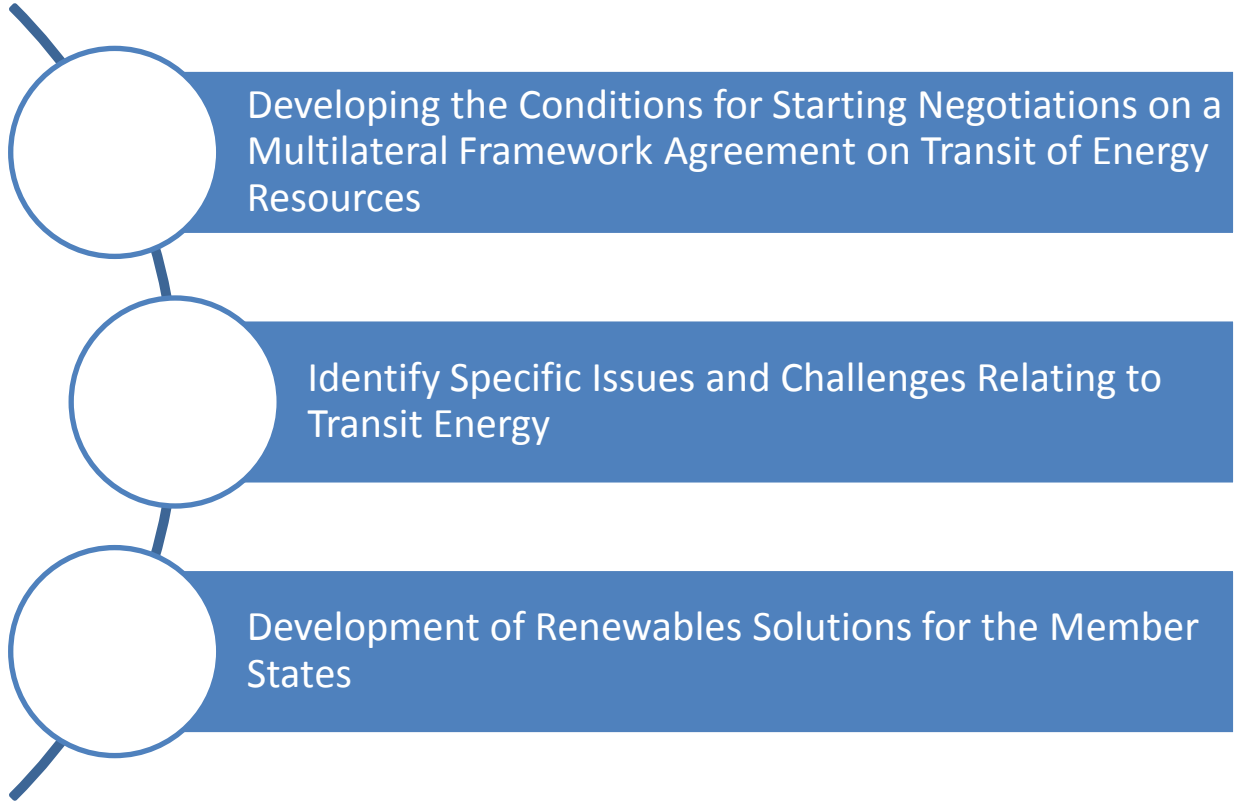 Developing the Conditions for Starting Negotiations on a
Multilateral Framework Agreement on Transit of Energy
Resources
Identify Specific Issues and Challenges Relating to
Transit Energy
Development of Renewables Solutions for the Member
States